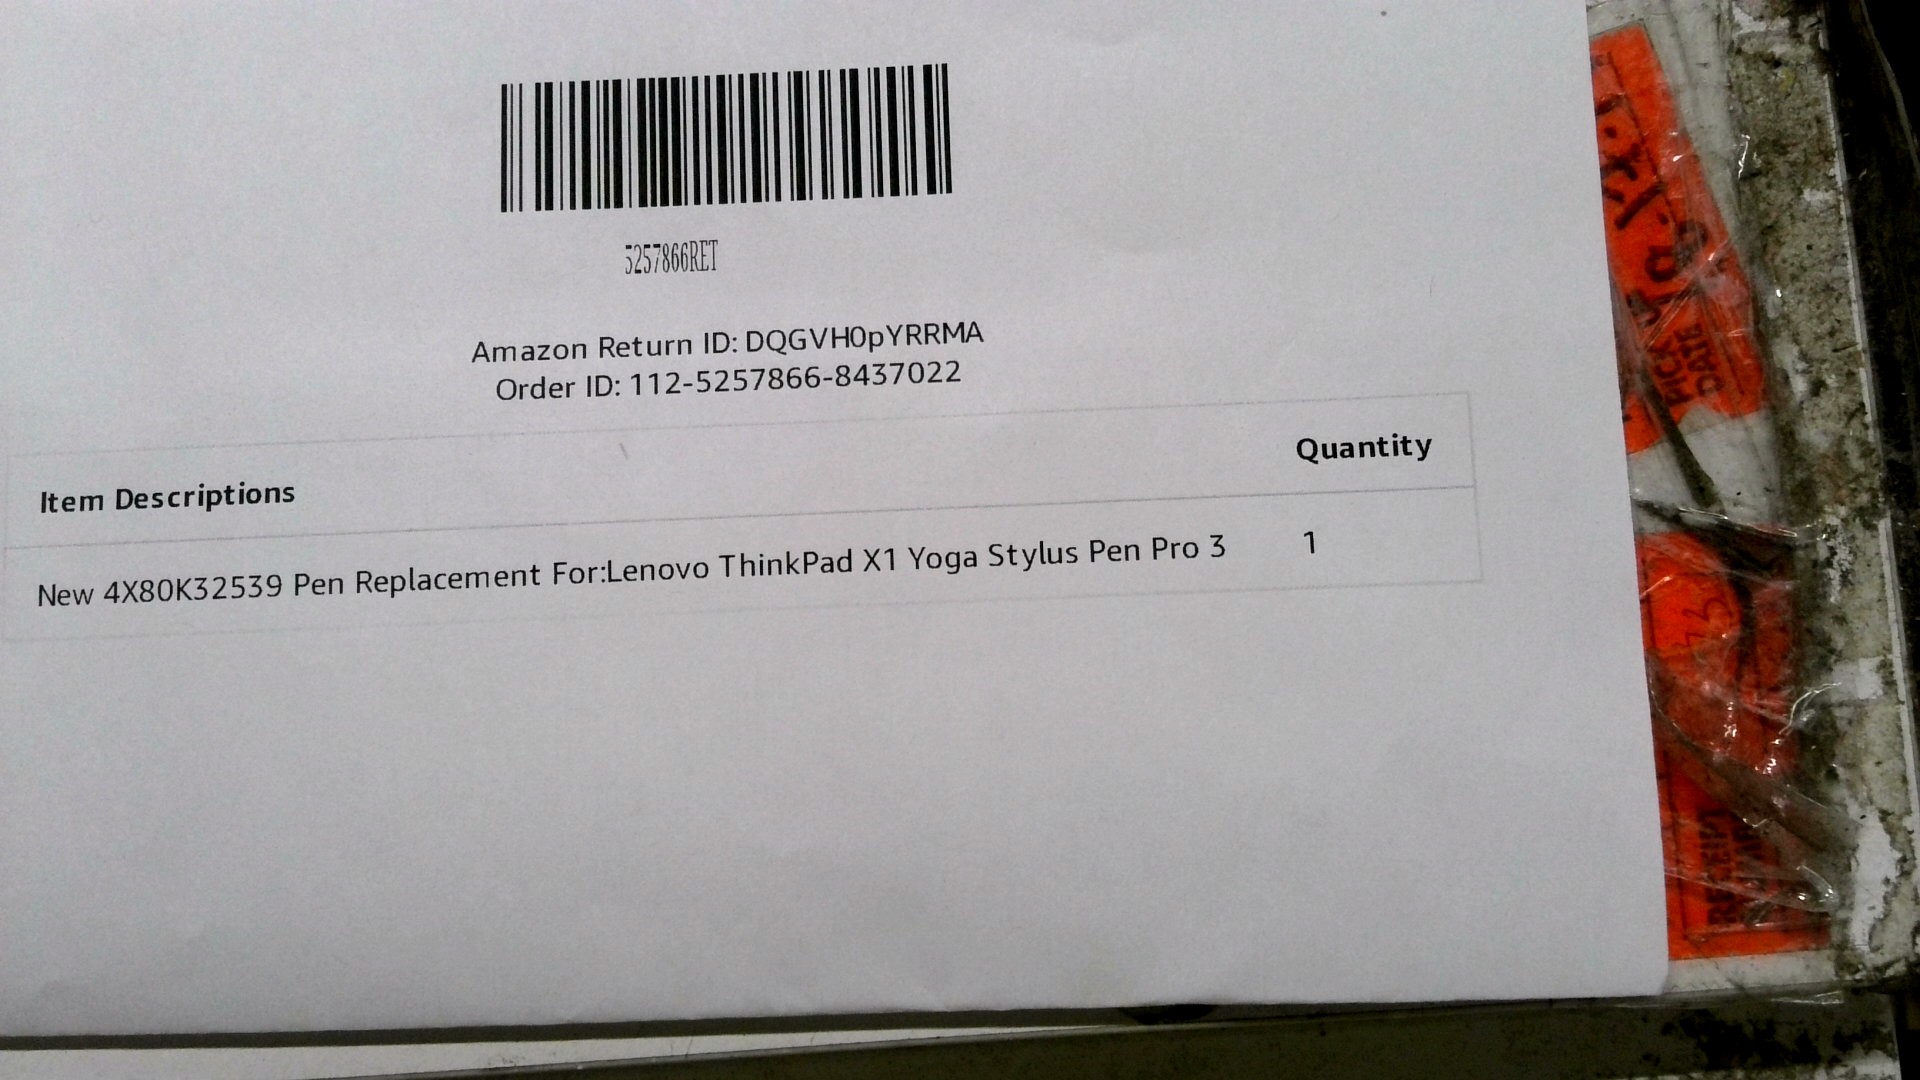 5257866RET
Amazon Return ID: DQGVH0pYRRMA
Order ID: 112-5257866-8437022
Item Descriptions Quantity
New 4X80K32539 Pen Replacement For:Lenovo ThinkPad X1 Yoga Stylus Pen Pro 3 1
PICK
DATE